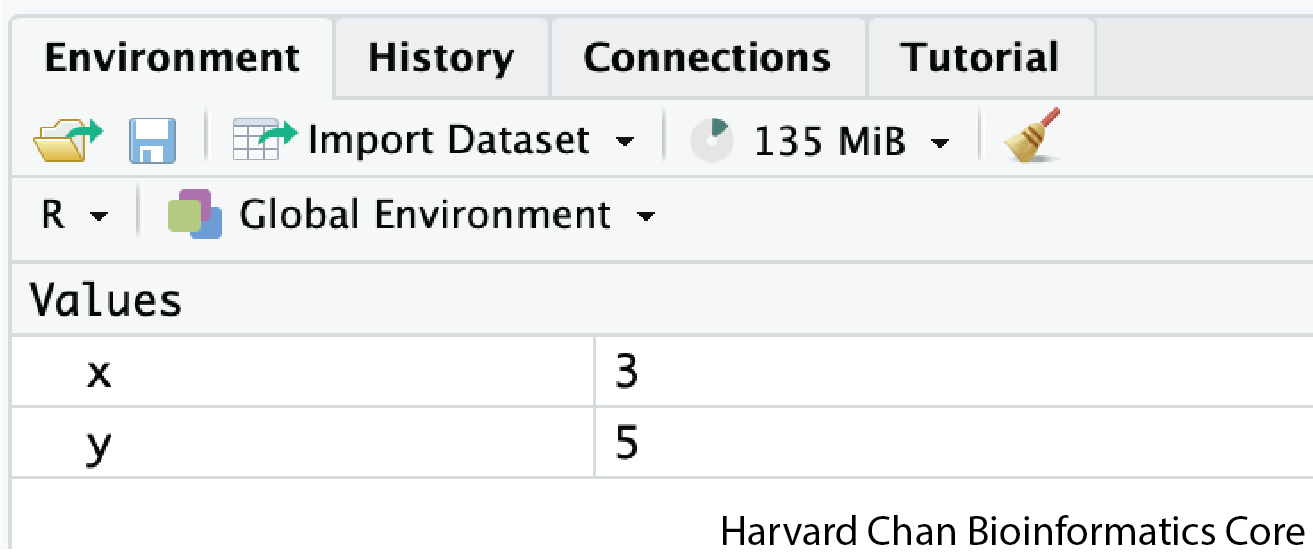 Environment History Connections Tutorial
Import Dataset 135 MiB
R Global Environment
Values
x 3
y 5
Harvard Chan Bioinformatics Core